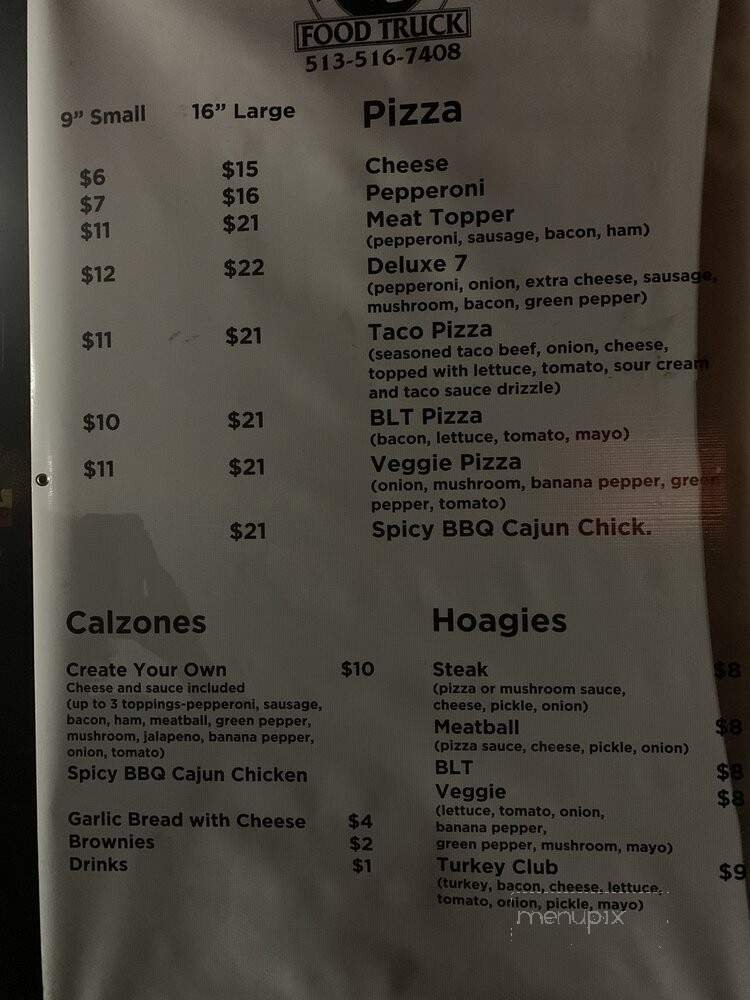 FOOD TRUCK
513-516-7408
9” Small 16” Large Pizza
$6 $15 Cheese
$7 $16 Pepperoni
$11 $21 Meat Topper
(pepperoni, sausage, bacon, ham)
$12 $22 Deluxe 7
(pepperoni, onion, extra cheese, sausage,
mushroom, bacon, green pepper)
$11 $21 Taco Pizza
(seasoned taco beef, onion, cheese,
topped with lettuce, tomato, sour cream
and taco sauce drizzle)
$10 $21 BLT Pizza
(bacon, lettuce, tomato, mayo)
$11 $21 Veggie Pizza
(onion, mushroom, banana pepper, green
pepper, tomato)
$21 Spicy BBQ Cajun Chick.
Calzones
Create Your Own $10
Cheese and sauce included
(up to 3 toppings-pepperoni, sausage,
bacon, ham, meatball, green pepper,
mushroom, jalapeno, banana pepper,
onion, tomato)
Spicy BBQ Cajun Chicken
Garlic Bread with Cheese $4
Brownies $2
Drinks $1
Hoagies
Steak $8
(pizza or mushroom sauce,
cheese, pickle, onion)
Meatball $8
(pizza sauce, cheese, pickle, onion)
BLT $8
Veggie $8
(lettuce, tomato, onion,
banana pepper,
green pepper, mushroom, mayo)
Turkey Club $9
(turkey, bacon, cheese, lettuce,
tomato, onion, pickle, mayo)
menupix